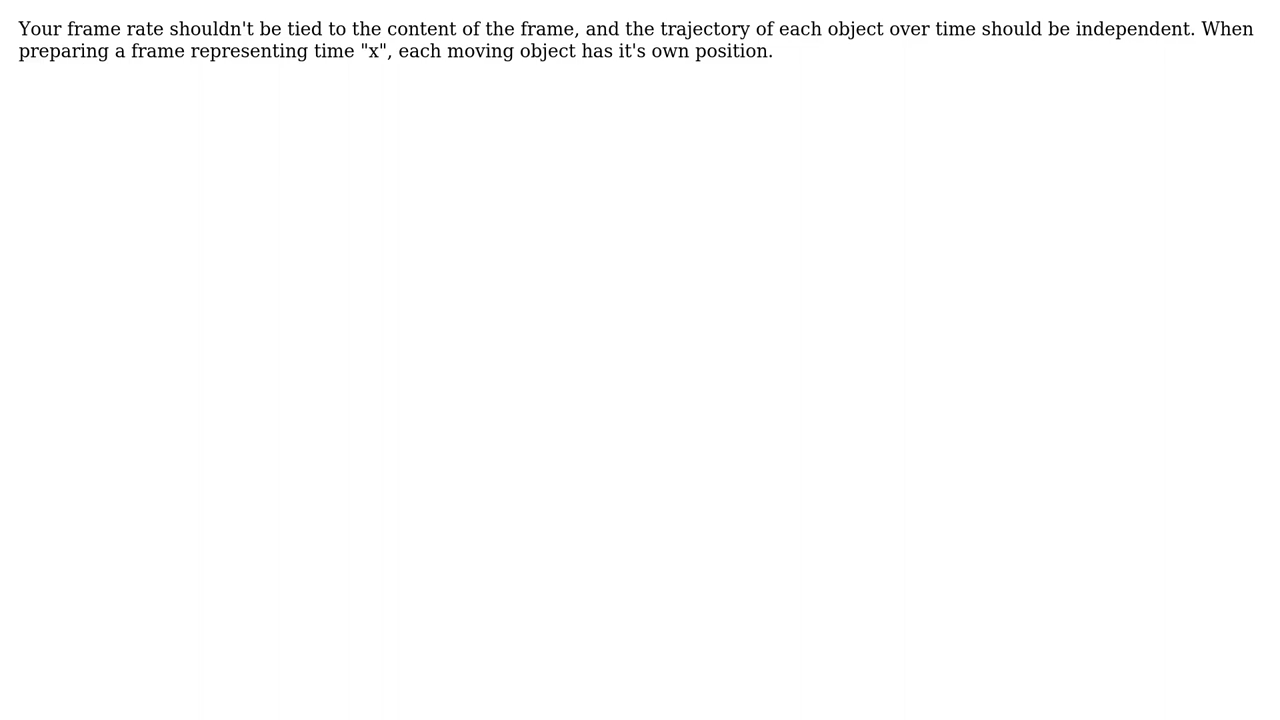 Your frame rate shouldn't be tied to the content of the frame, and the trajectory of each object over time should be independent. When
preparing a frame representing time "x", each moving object has it's own position.